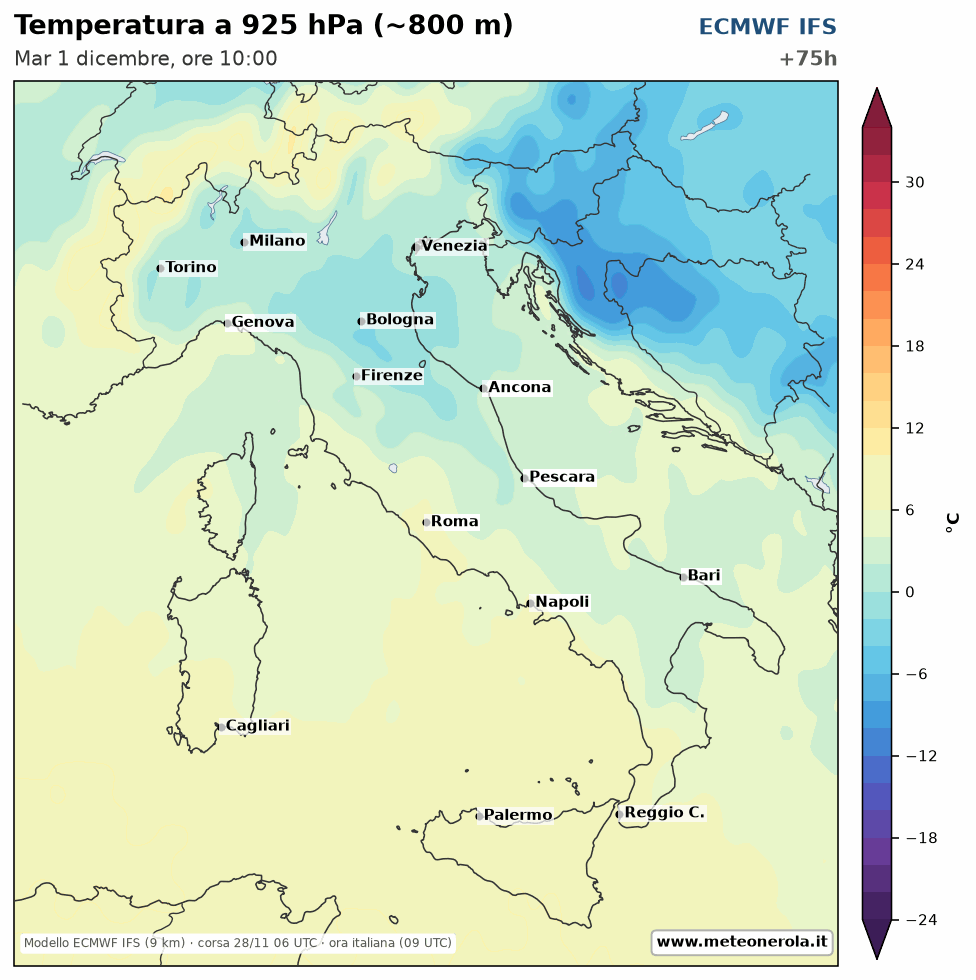 Temperatura a 925 hPa (~800 m)
ECMWF IFS
Mar 1 dicembre, ore 10:00
+75h
Milano
Venezia
Torino
Genova
Bologna
Firenze
Ancona
Pescara
Roma
Bari
Napoli
Cagliari
Palermo
Reggio C.
30
24
18
12
6
0
−6
−12
−18
−24
°C
Modello ECMWF IFS (9 km) · corsa 28/11 06 UTC · ora italiana (09 UTC)
www.meteonerola.it